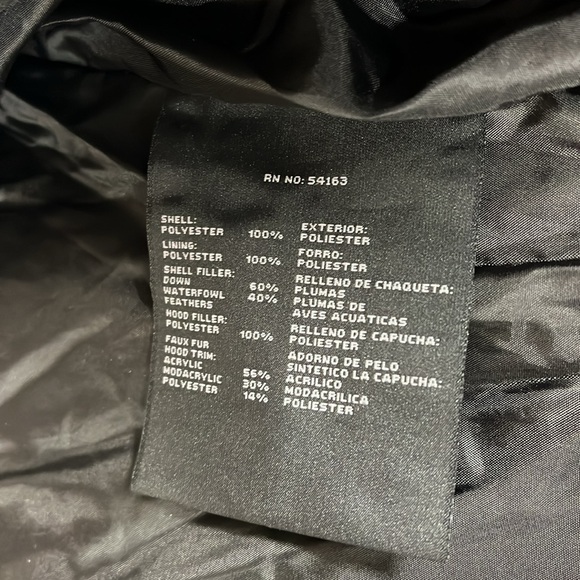 RN NO: 54163
SHELL:
POLYESTER 100%
LINING:
POLYESTER 100%
SHELL FILLER:
DOWN 60%
WATERFOWL 40%
FEATHERS
HOOD FILLER:
POLYESTER 100%
FAUX FUR
HOOD TRIM:
ACRYLIC 56%
MODACRYLIC 30%
POLYESTER 14%
EXTERIOR:
POLIESTER
FORRO:
POLIESTER
RELLENO DE CHAQUETA:
PLUMAS
PLUMAS DE
AVES ACUATICAS
RELLENO DE CAPUCHA:
POLIESTER
ADORNO DE PELO
SINTETICO LA CAPUCHA:
ACRILICO
MODACRILICA
POLIESTER